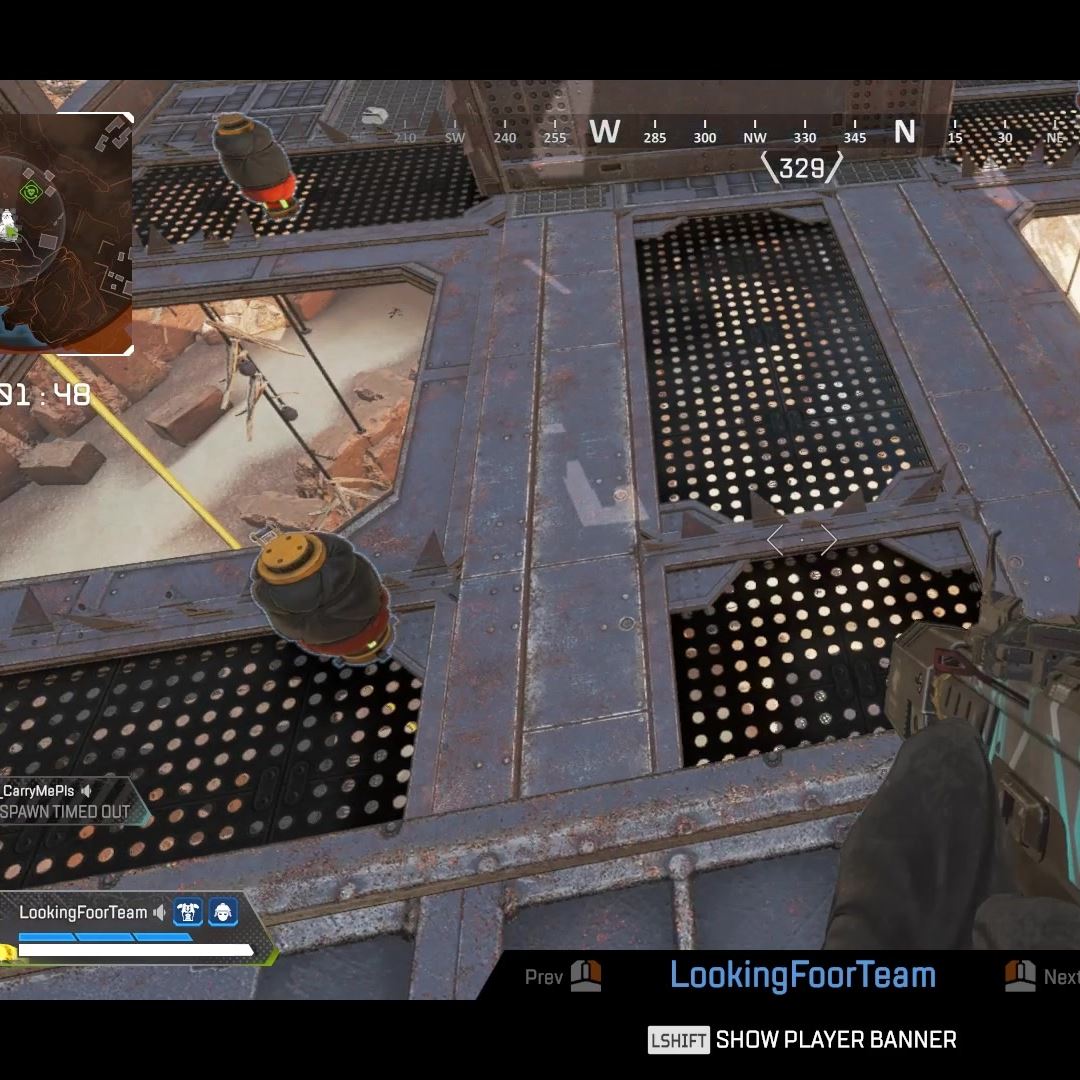 210 SW 240 255 W 285 300 NW 330 345 N 15 30 NE
329
01:48
_CarryMePls
SPAWN TIMED OUT
LookingFoorTeam
Prev LookingFoorTeam Next
LSHIFT SHOW PLAYER BANNER